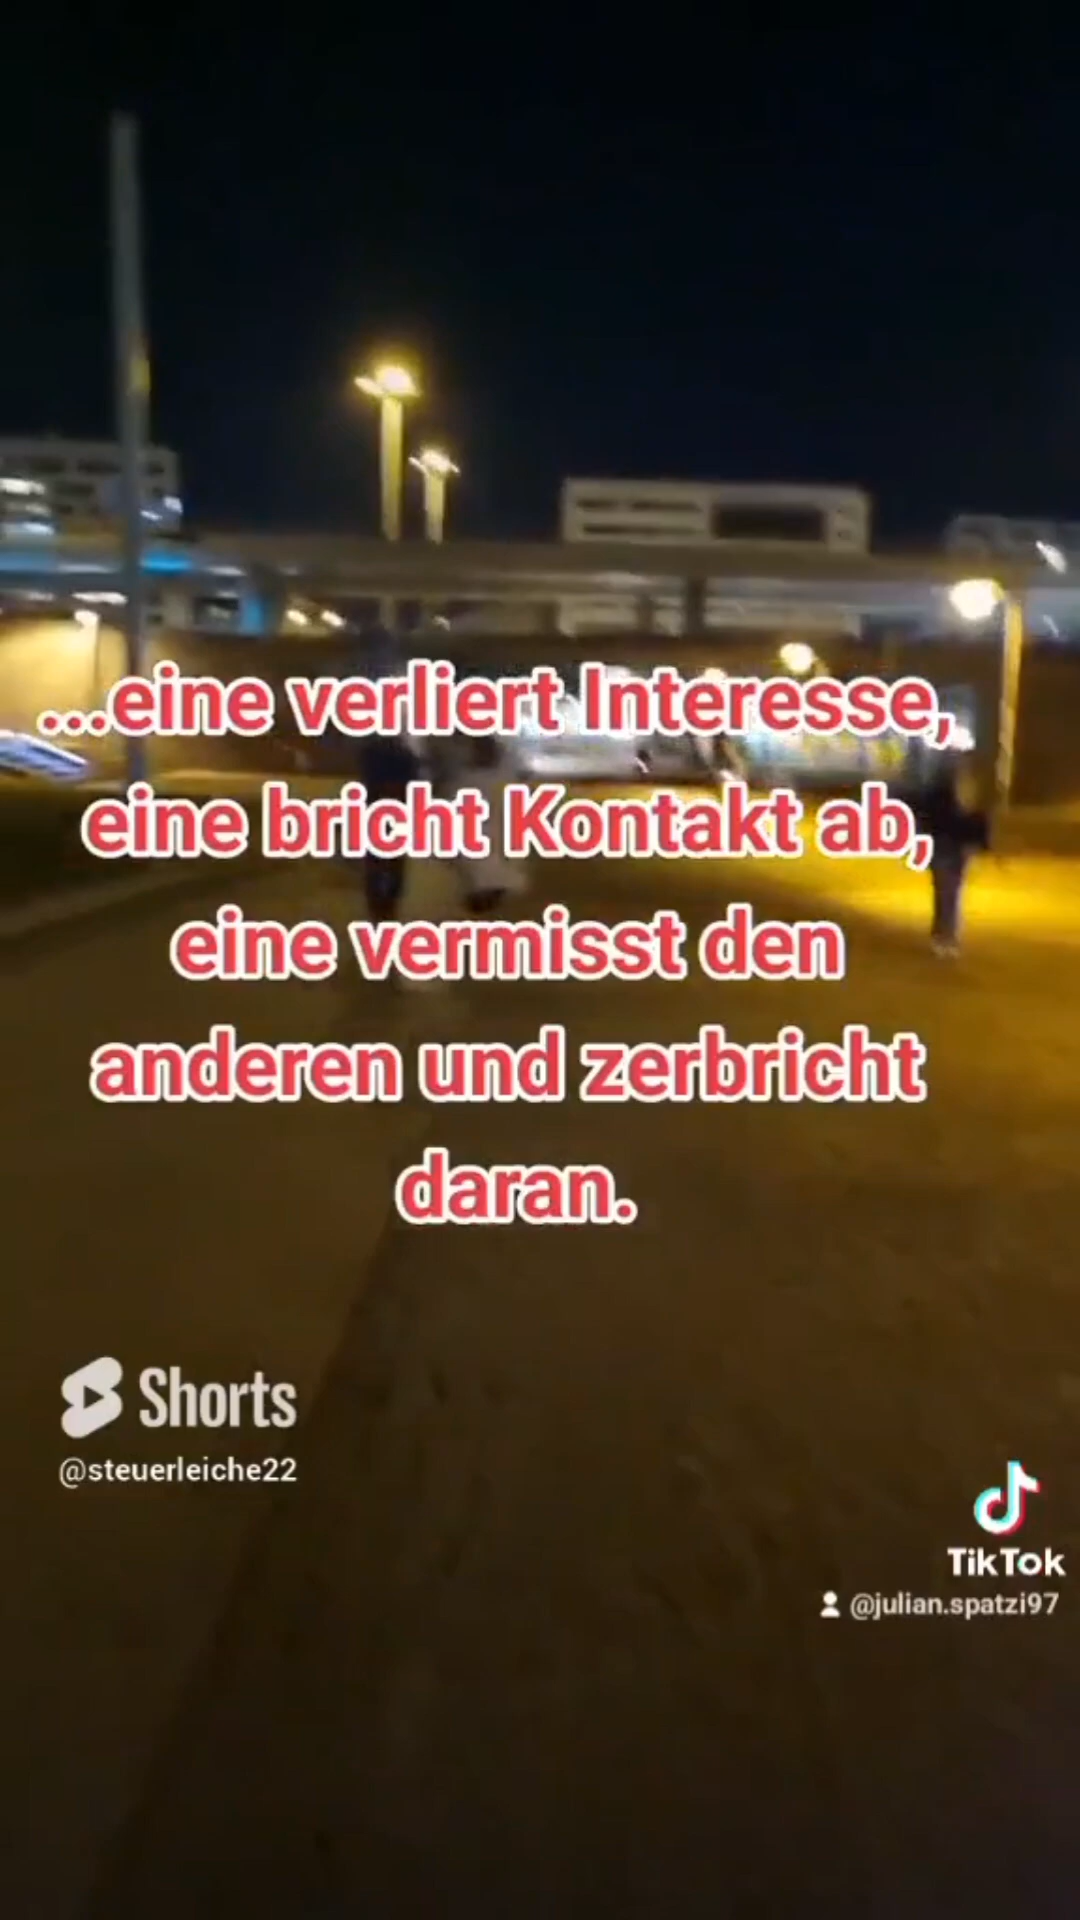 ...eine verliert Interesse,
eine bricht Kontakt ab,
eine vermisst den
anderen und zerbricht
daran.
Shorts
@steuerleiche22
TikTok
@julian.spatzi97